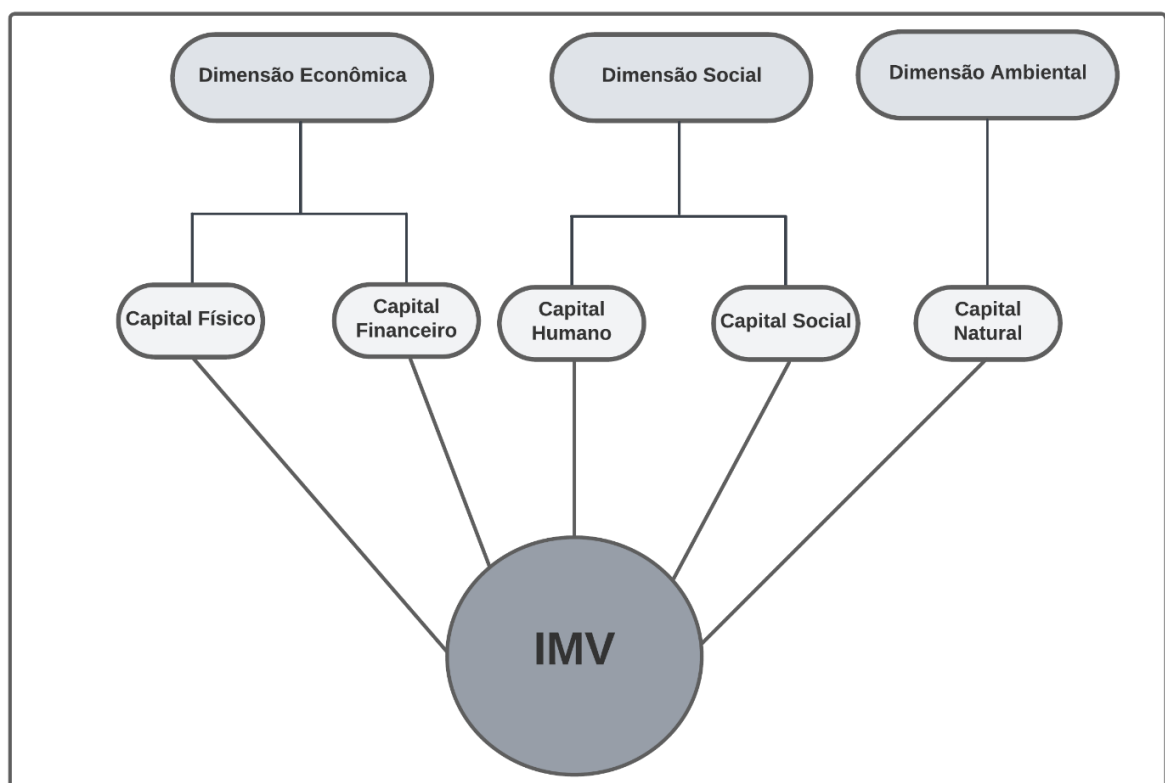 Dimensão Econômica
Dimensão Social
Dimensão Ambiental
Capital Físico
Capital
Financeiro
Capital
Humano
Capital Social
Capital
Natural
IMV